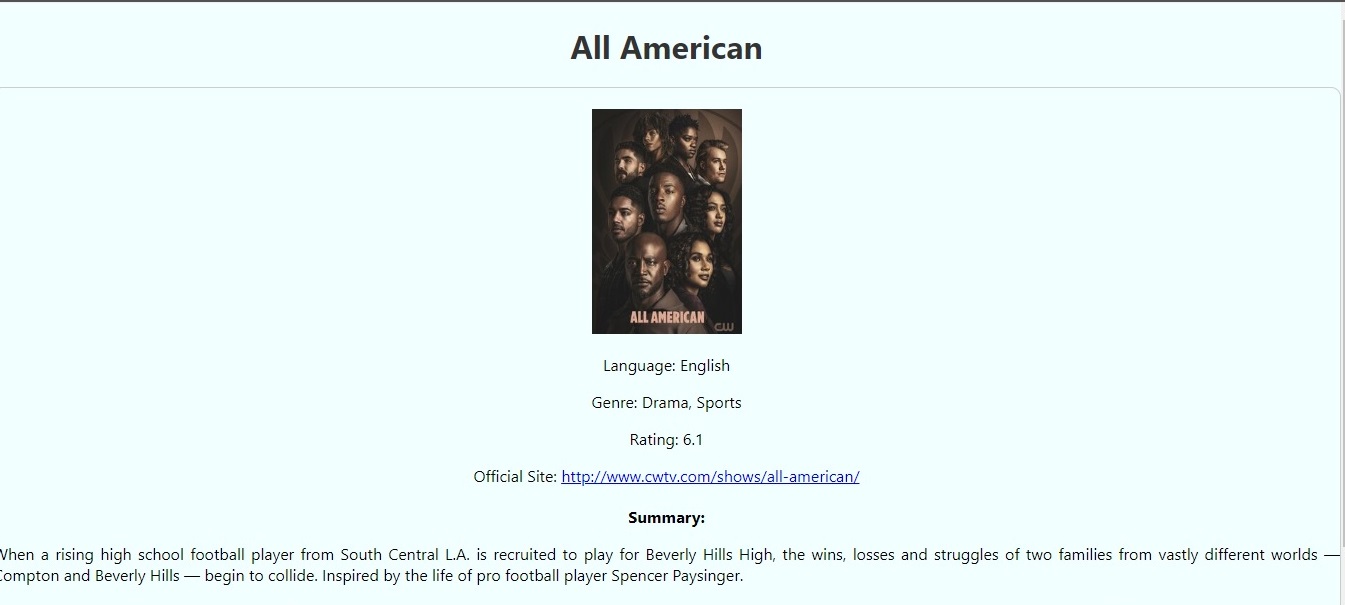 All American
ALL AMERICAN
CW
Language: English
Genre: Drama, Sports
Rating: 6.1
Official Site: http://www.cwtv.com/shows/all-american/
Summary:
When a rising high school football player from South Central L.A. is recruited to play for Beverly Hills High, the wins, losses and struggles of two families from vastly different worlds —
Compton and Beverly Hills — begin to collide. Inspired by the life of pro football player Spencer Paysinger.